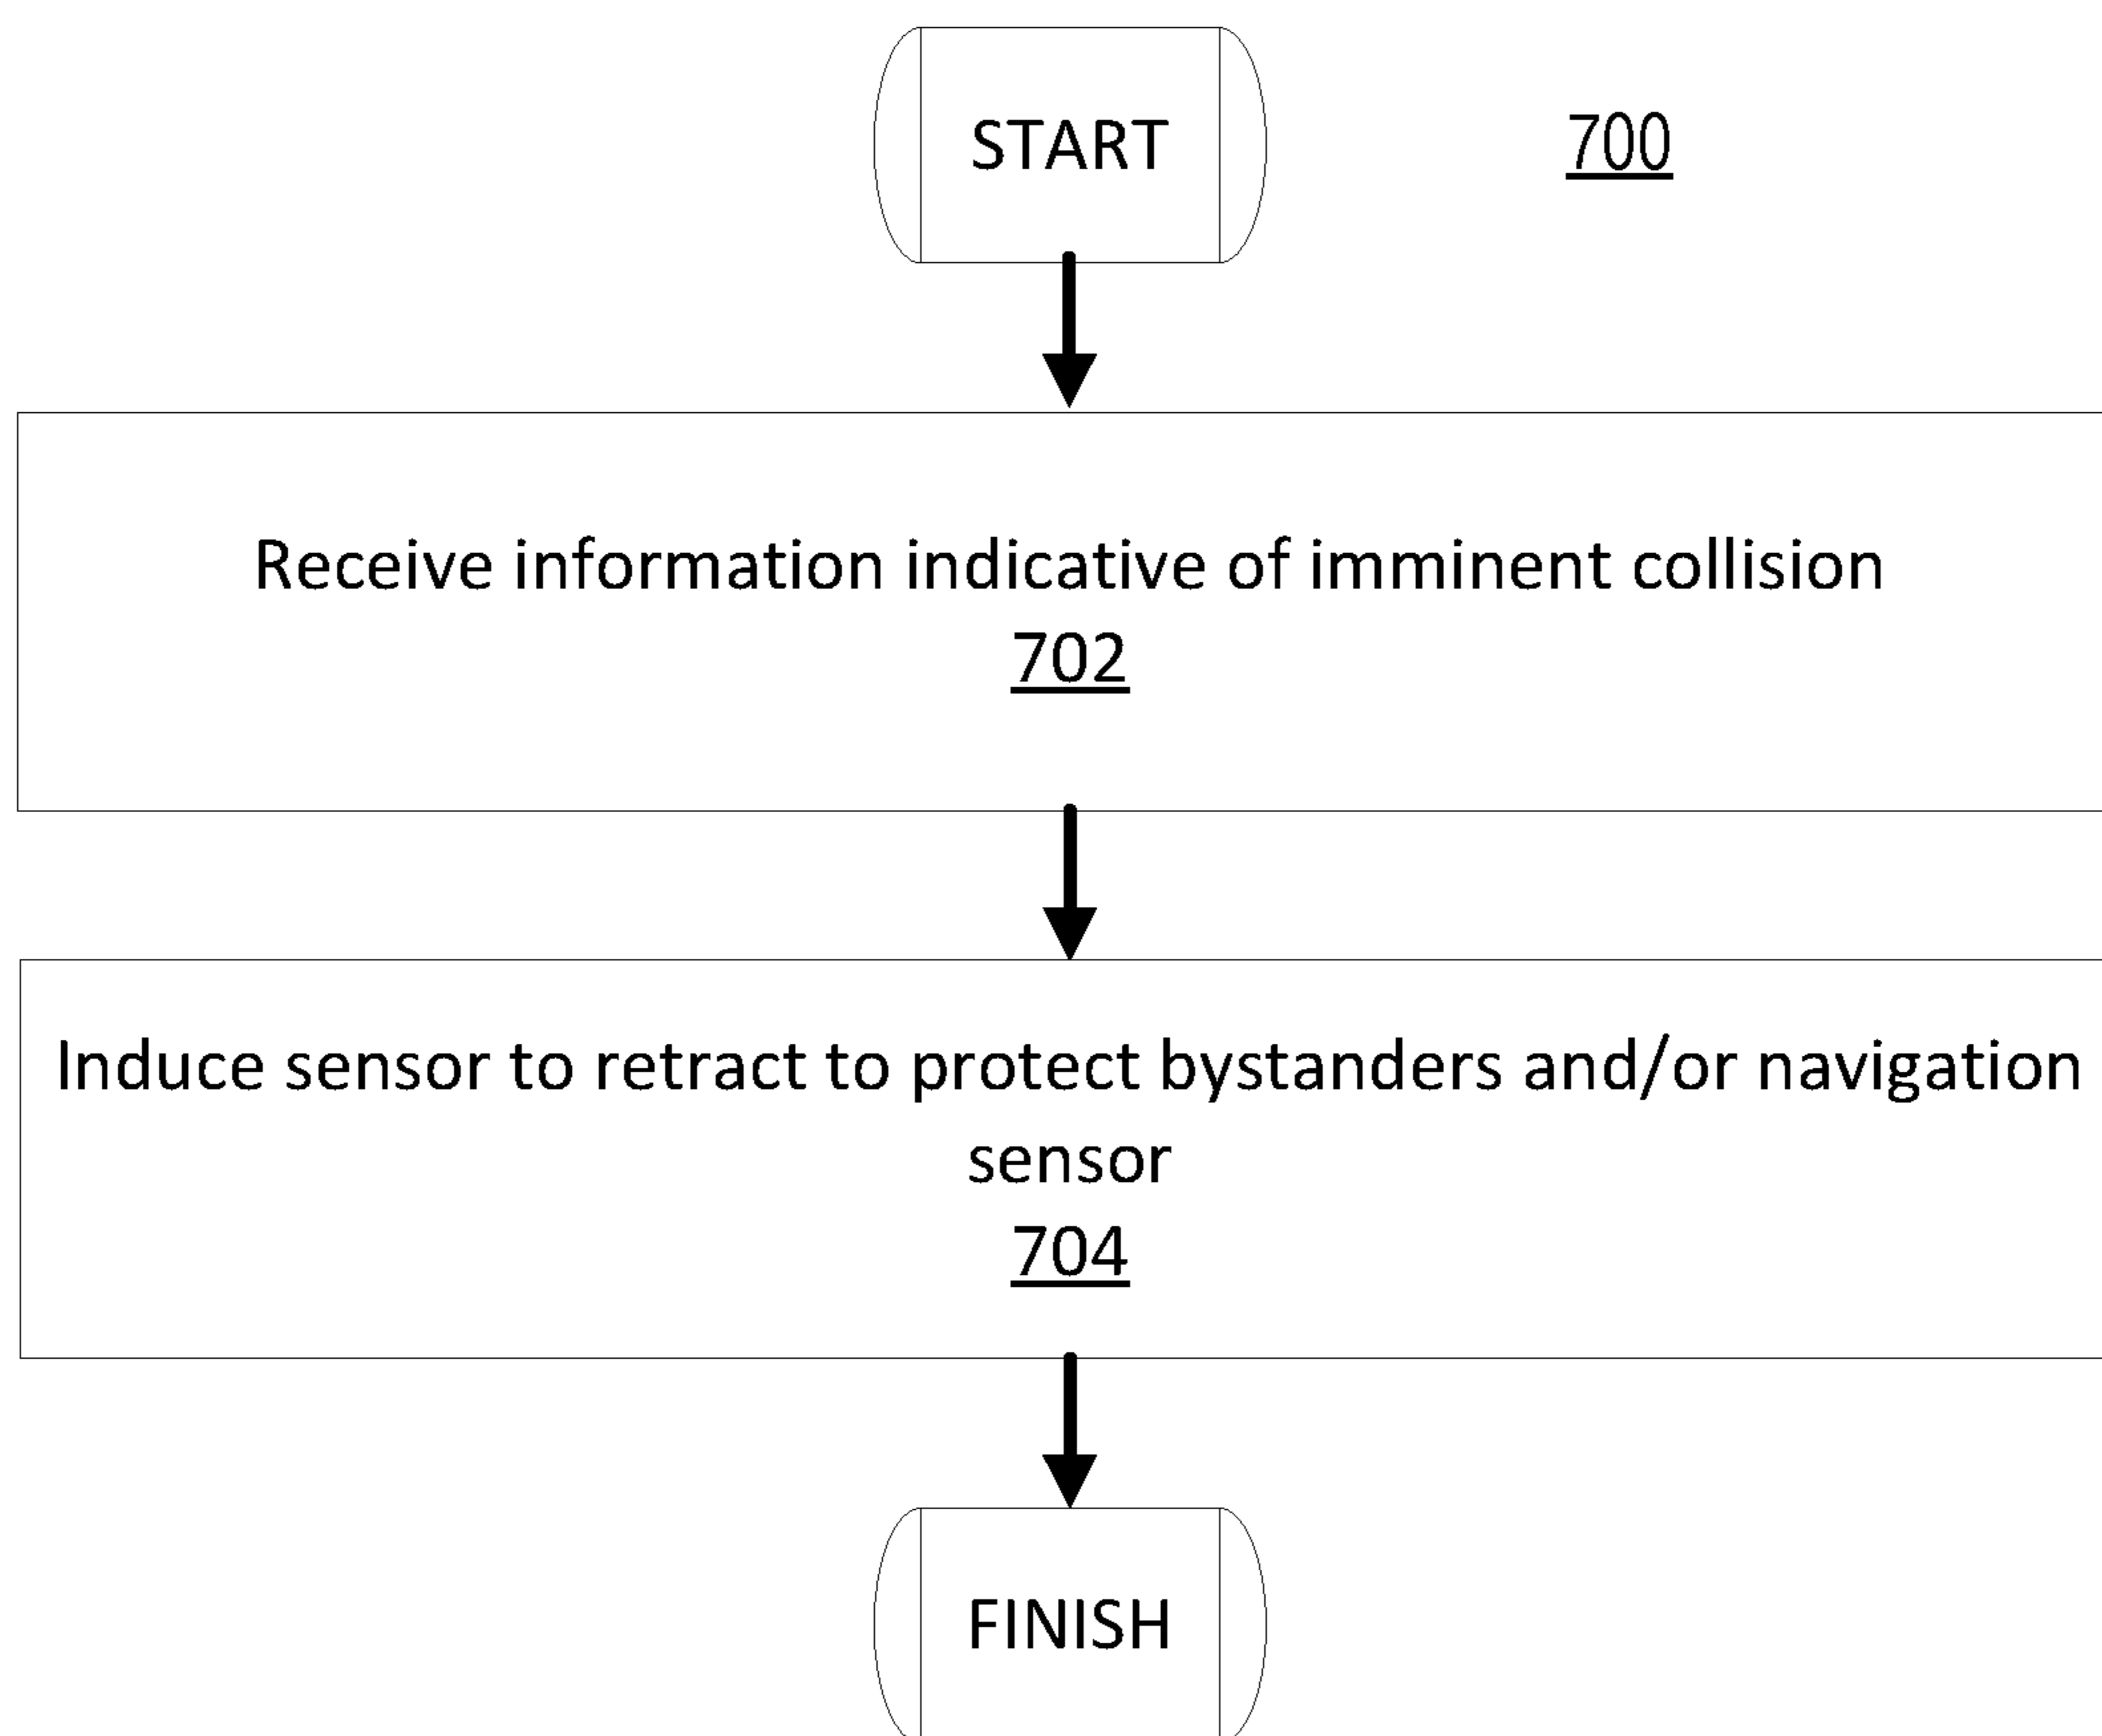 START
700
Receive information indicative of imminent collision
702
Induce sensor to retract to protect bystanders and/or navigation
sensor
704
FINISH